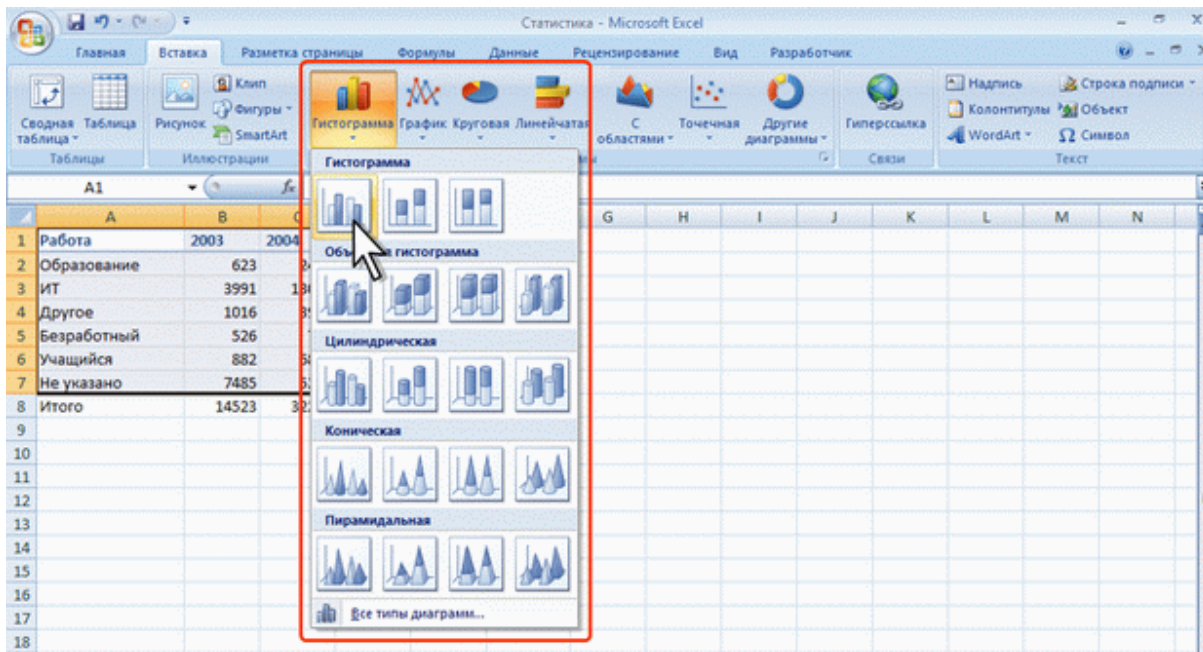 Статистика - Microsoft Excel
Главная Вставка Разметка страницы Формулы Данные Рецензирование Вид Разработчик
Сводная таблица Таблица Рисунок Клип Фигуры SmartArt Гистограмма График Круговая Линейчатая С областями Точечная Другие диаграммы Гиперссылка Надпись Колонтитулы WordArt Строка подписи Объект Символ
Таблицы Иллюстрации Связи Текст
A1 fx
A B G H I J K L M N
1 Работа 2003 2004
2 Образование 623
3 ИТ 3991
4 Другое 1016
5 Безработный 526
6 Учащийся 882
7 Не указано 7485
8 Итого 14523
9
10
11
12
13
14
15
16
17
18
Гистограмма
гистограмма
Цилиндрическая
Коническая
Пирамидальная
Все типы диаграмм...